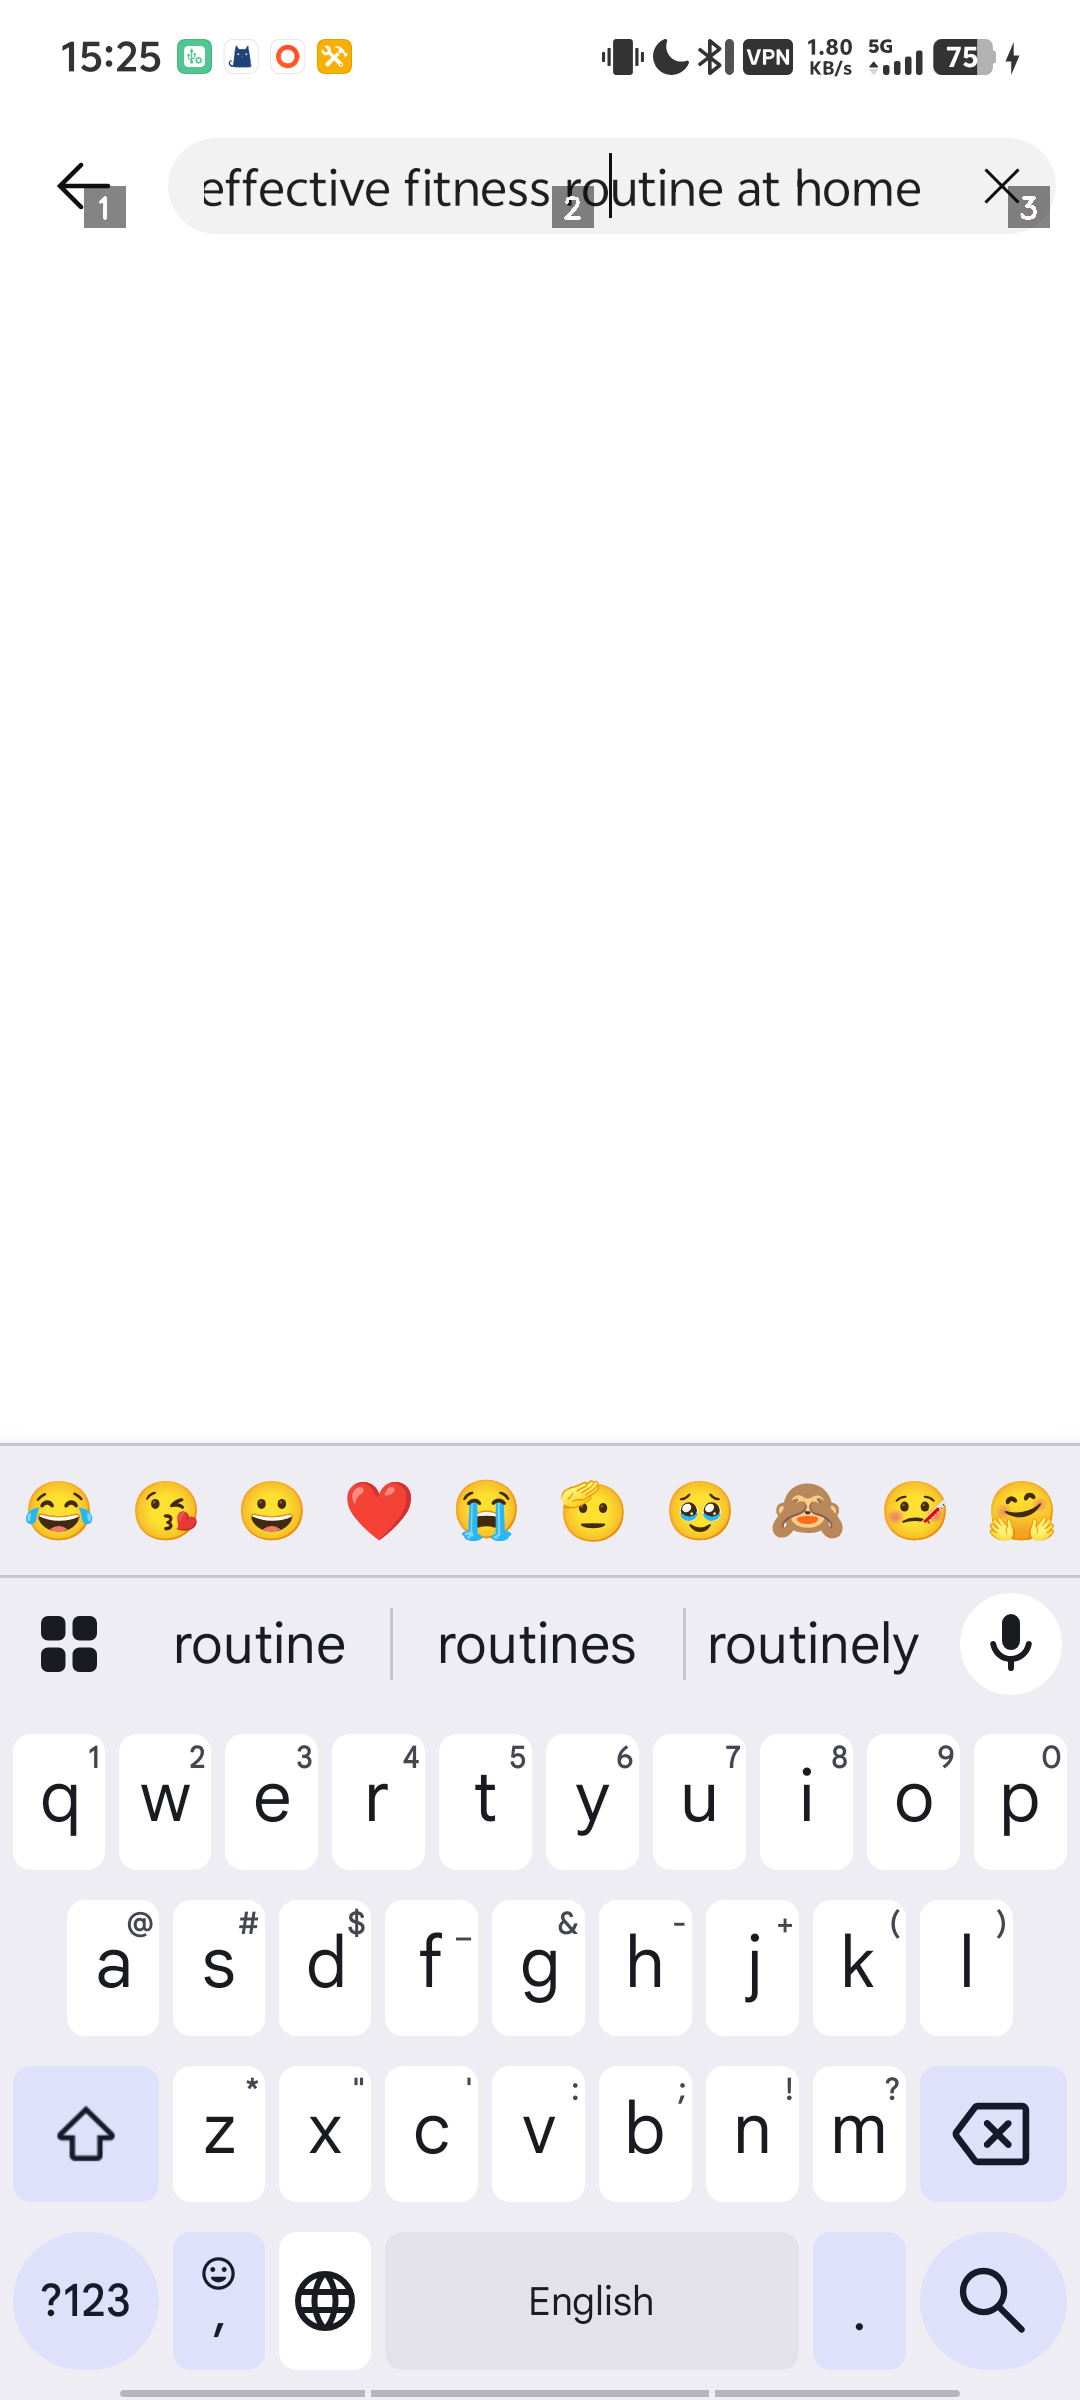 15:25 VPN 1.80 KB/s 5G 75
effective fitness routine at home
1 2 3
routine routines routinely
1 2 3 4 5 6 7 8 9 0
q w e r t y u i o p
@ # $ _ & - + ( )
a s d f g h j k l
* " ' : ; ! ?
z x c v b n m
?123 , English .